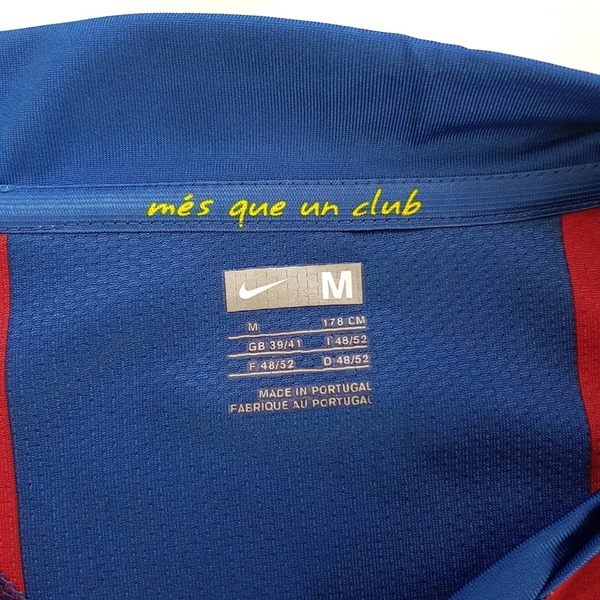 més que un club
M
M 178 CM
GB 39/41 I 48/52
F 48/52 D 48/52
MADE IN PORTUGAL
FABRIQUE AU PORTUGAL